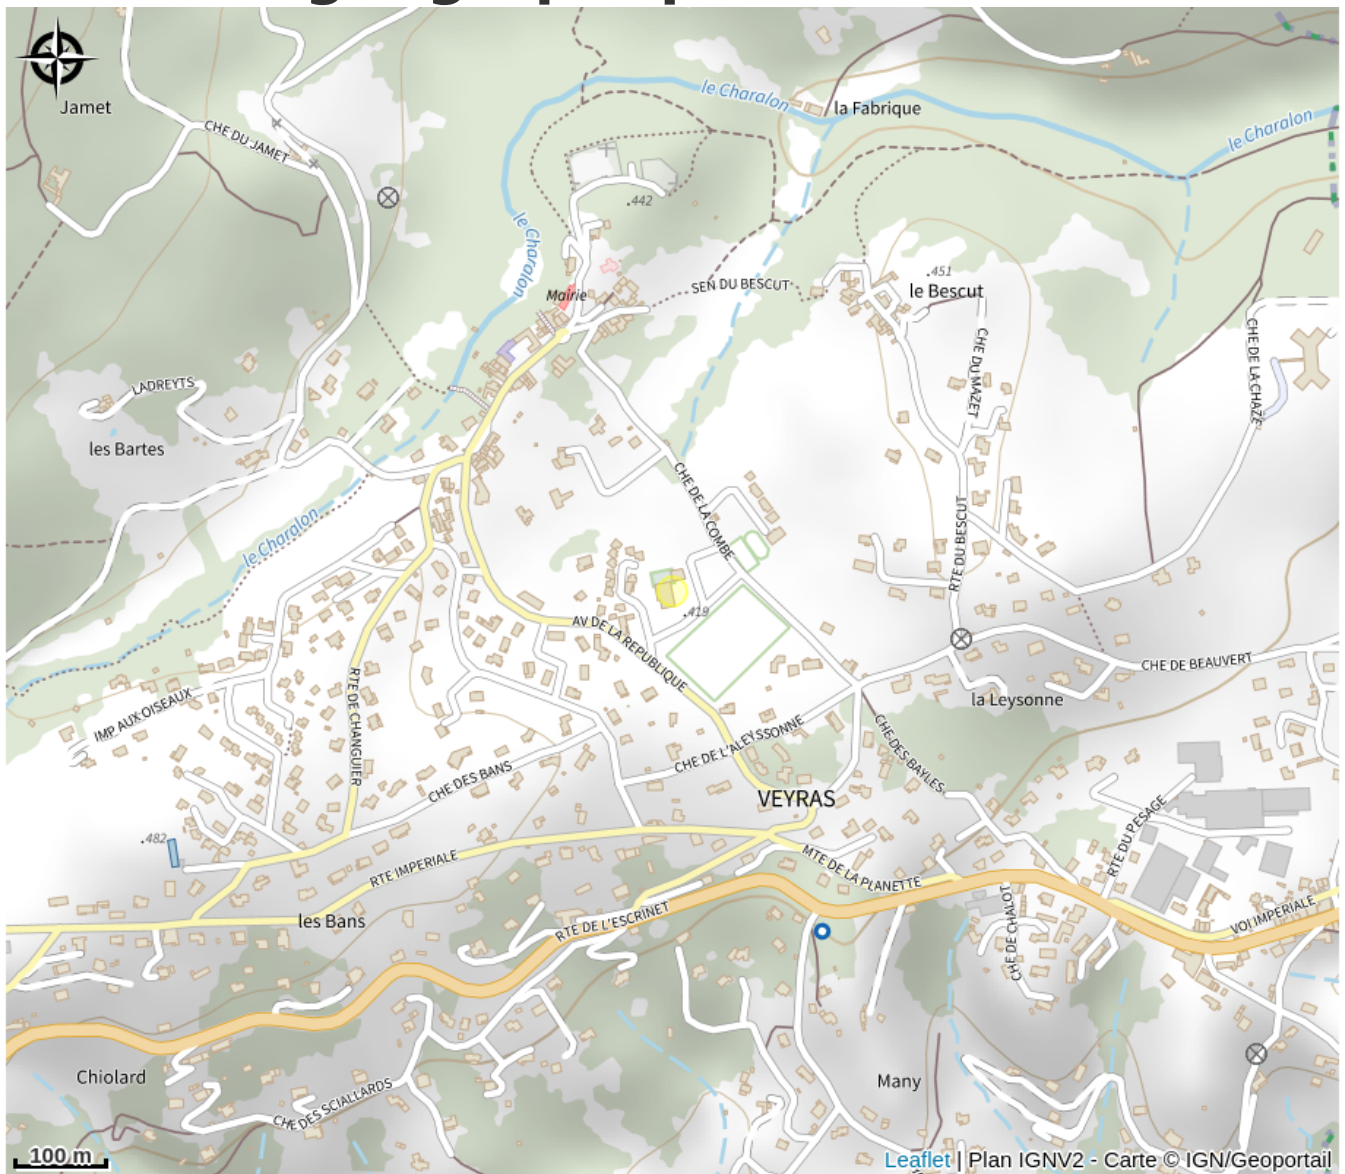 le Charalon
la Fabrique
Jamet
le Charalon
CHE DU JAMET
.442
le Charalon
.451
le Bescut
SEN DU BESCUT
Mairie
CHE DU MAZET
CHE DE LA CHAZE
LADREYTS
les Bartes
CHE DE LA COMBE
le Charalon
RTE DU BESCUT
.419
AV DE LA REPUBLIQUE
CHE DE BEAUVERT
la Leysonne
RTE DE CHANGUIER
IMP AUX OISEAUX
CHE DE L'ALEYSSONNE
CHE DES BAYLES
CHE DES BANS
VEYRAS
.482
RTE IMPERIALE
MTE DE LA PLANETTE
RTE DU PESAGE
les Bans
RTE DE L'ESCRINET
CHE DE CHALOT
VOI IMPERIALE
Chiolard
CHE DES SCIALLARDS
Many
100 m
Leaflet | Plan IGNV2 - Carte © IGN/Geoportail